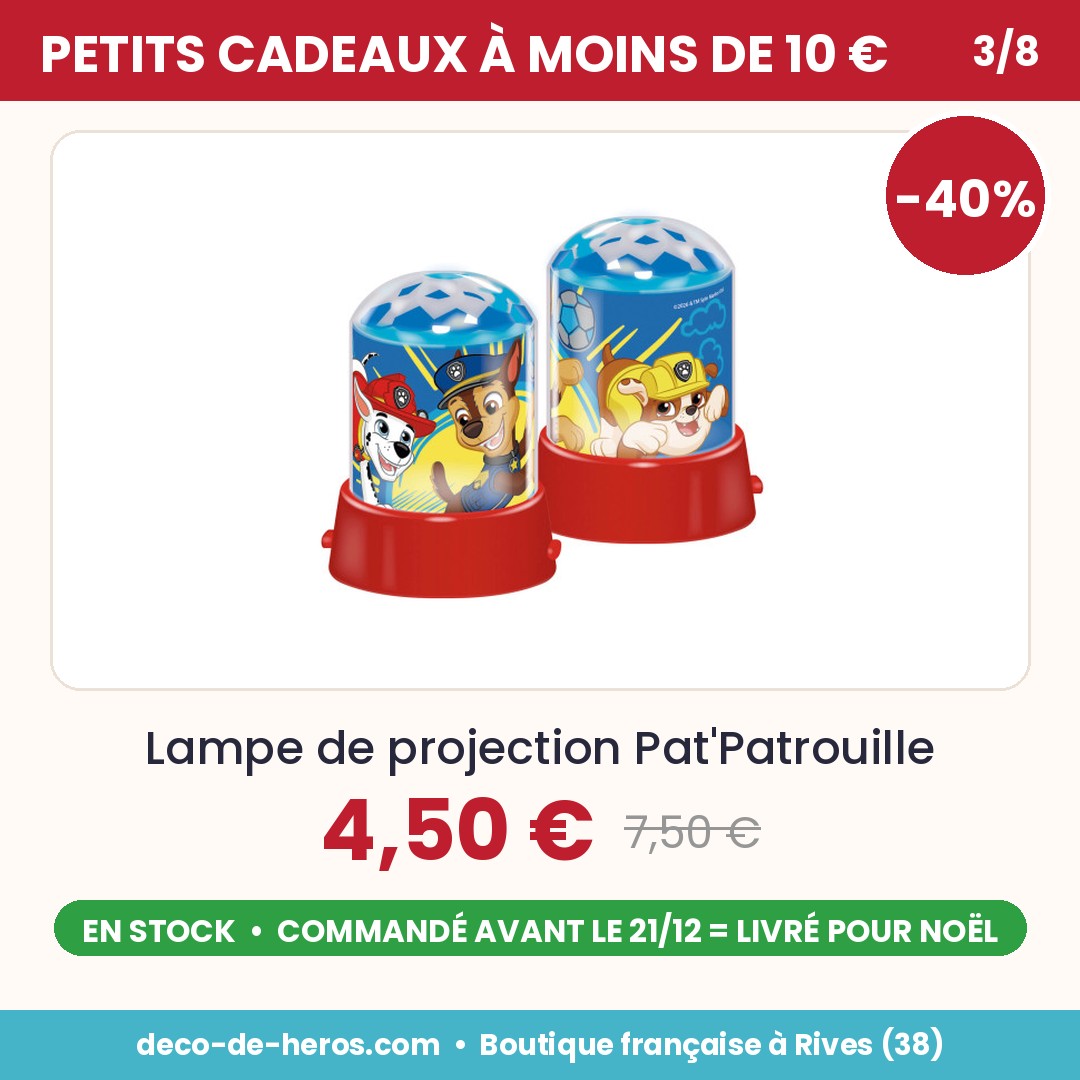 PETITS CADEAUX À MOINS DE 10 €
3/8
-40%
Lampe de projection Pat'Patrouille
4,50 €
7,50 €
EN STOCK • COMMANDÉ AVANT LE 21/12 = LIVRÉ POUR NOËL
deco-de-heros.com • Boutique française à Rives (38)